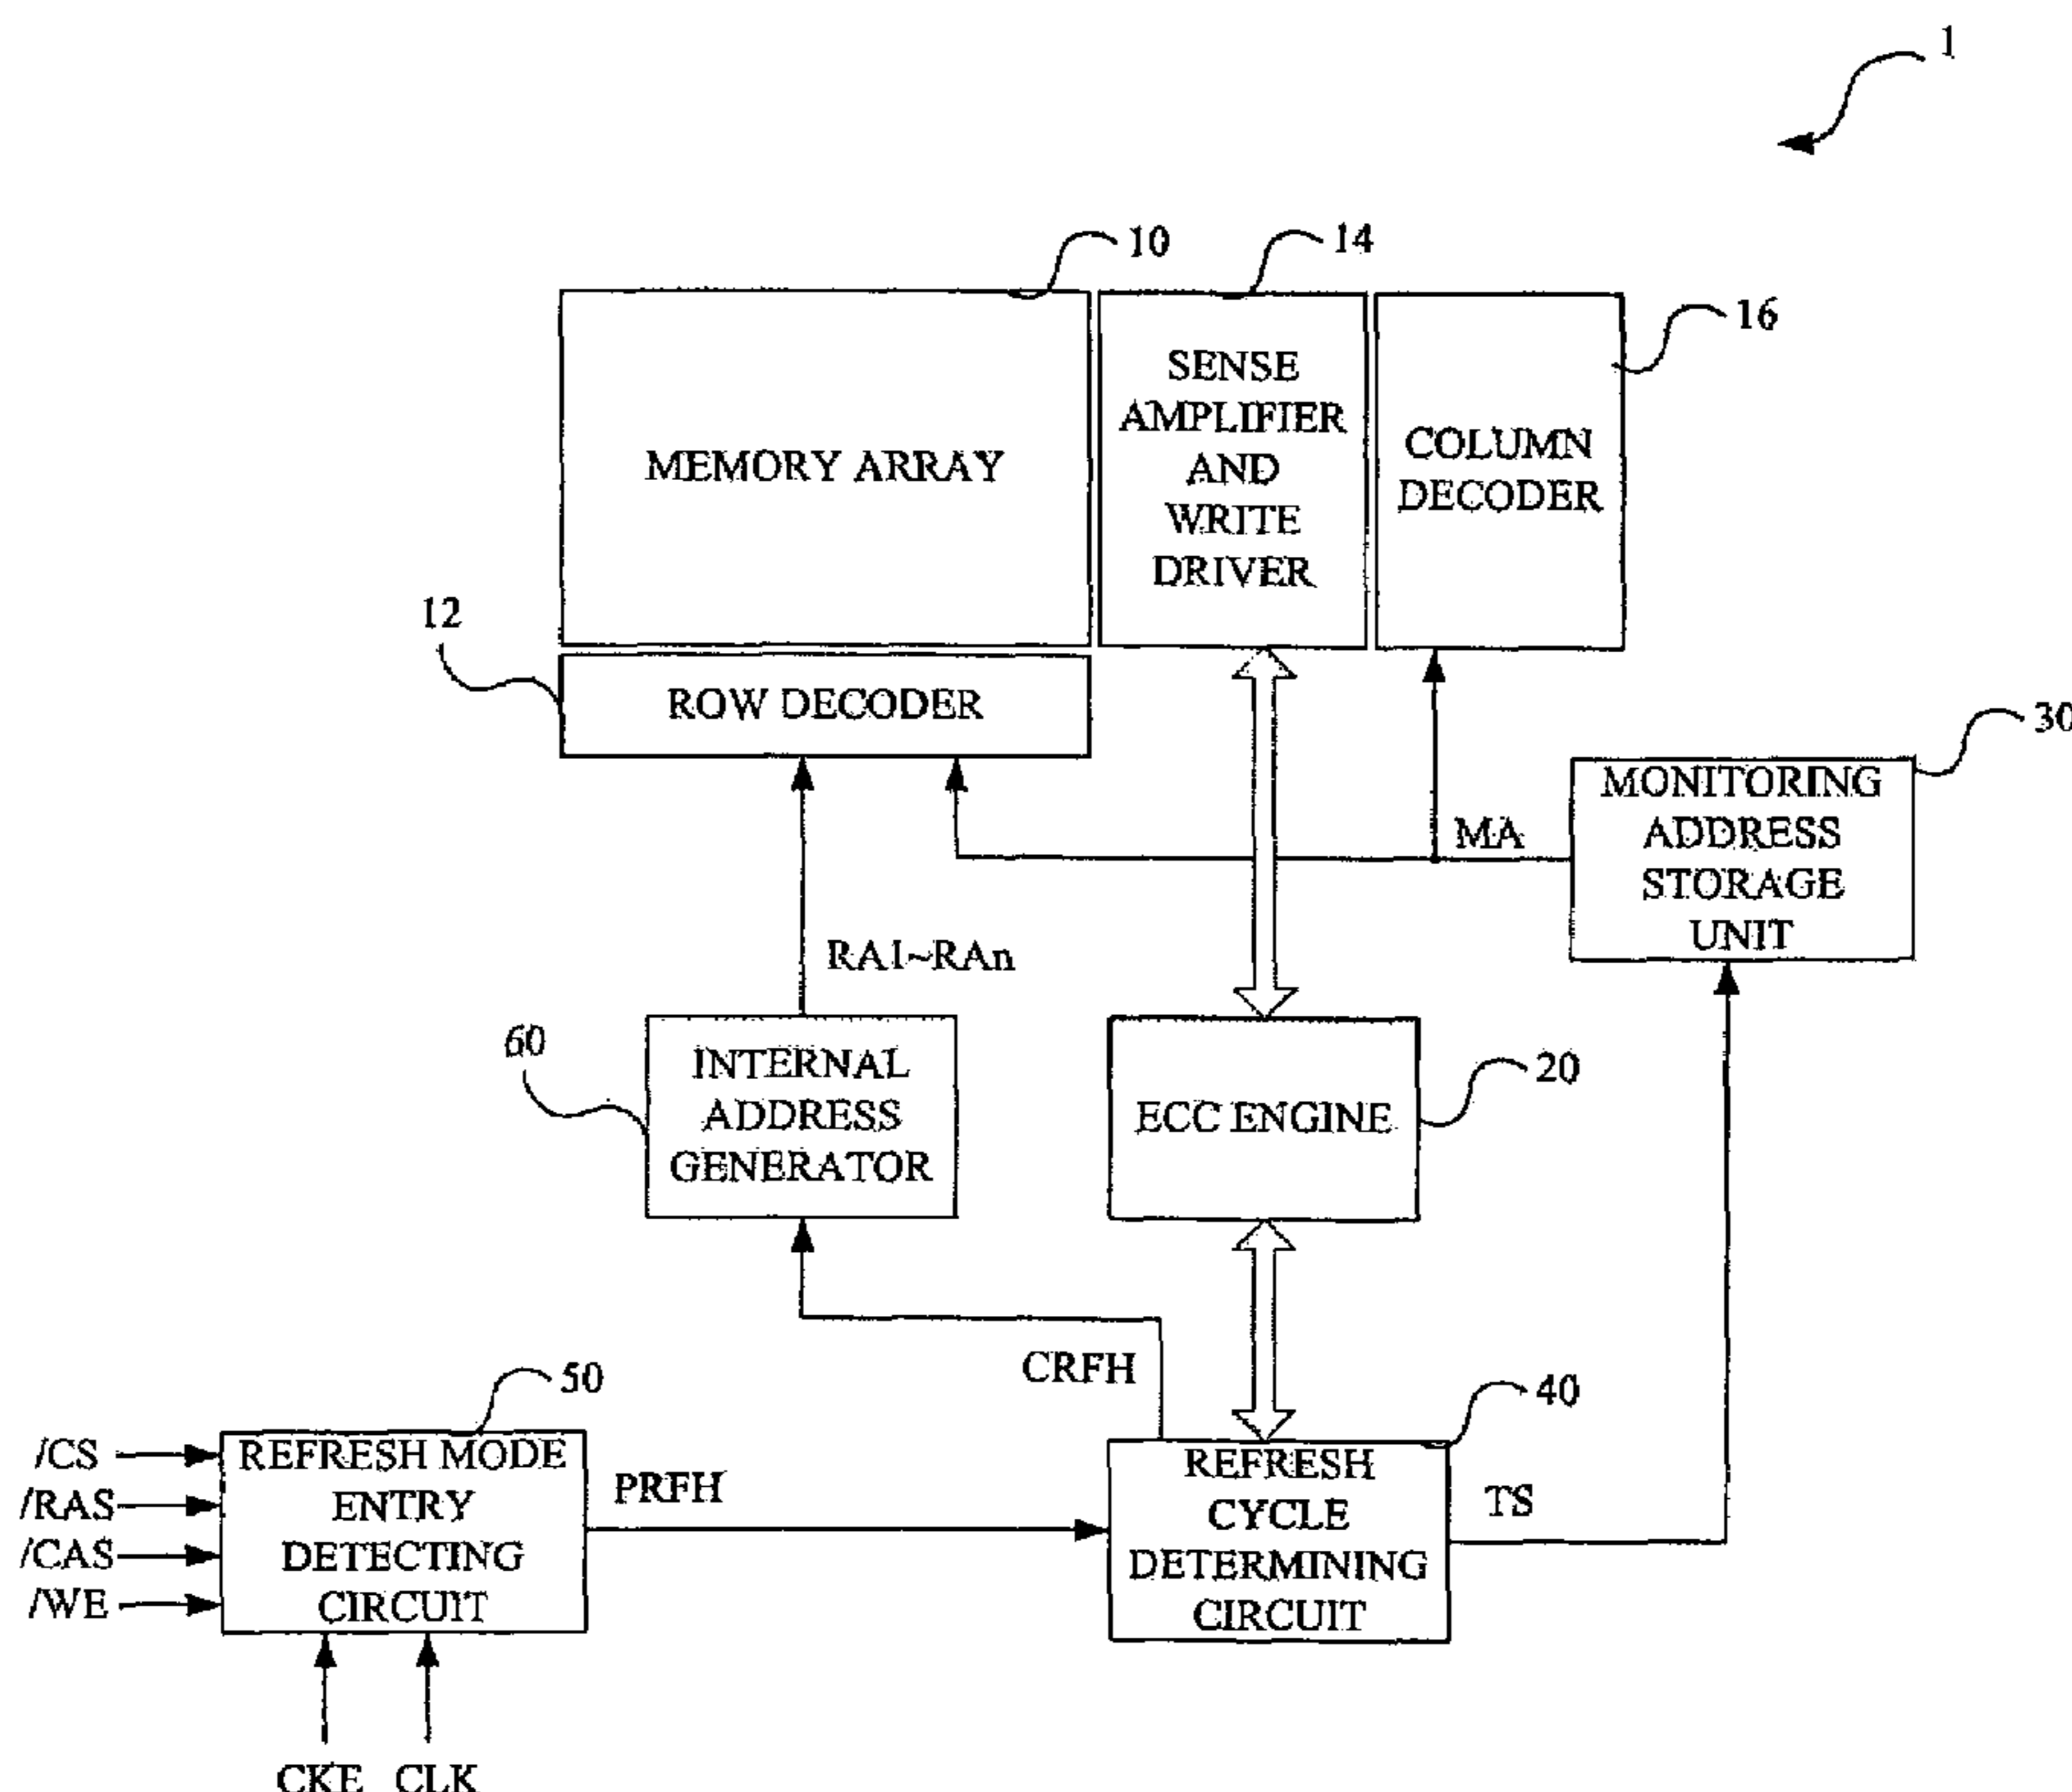 1
10
14
16
MEMORY ARRAY
SENSE
AMPLIFIER
AND
WRITE
DRIVER
COLUMN
DECODER
12
ROW DECODER
30
MONITORING
ADDRESS
STORAGE
UNIT
MA
RA1~RAn
60
INTERNAL
ADDRESS
GENERATOR
20
ECC ENGINE
CRFH
50
40
/CS
/RAS
/CAS
/WE
REFRESH MODE
ENTRY
DETECTING
CIRCUIT
PRFH
REFRESH
CYCLE
DETERMINING
CIRCUIT
TS
CKE CLK